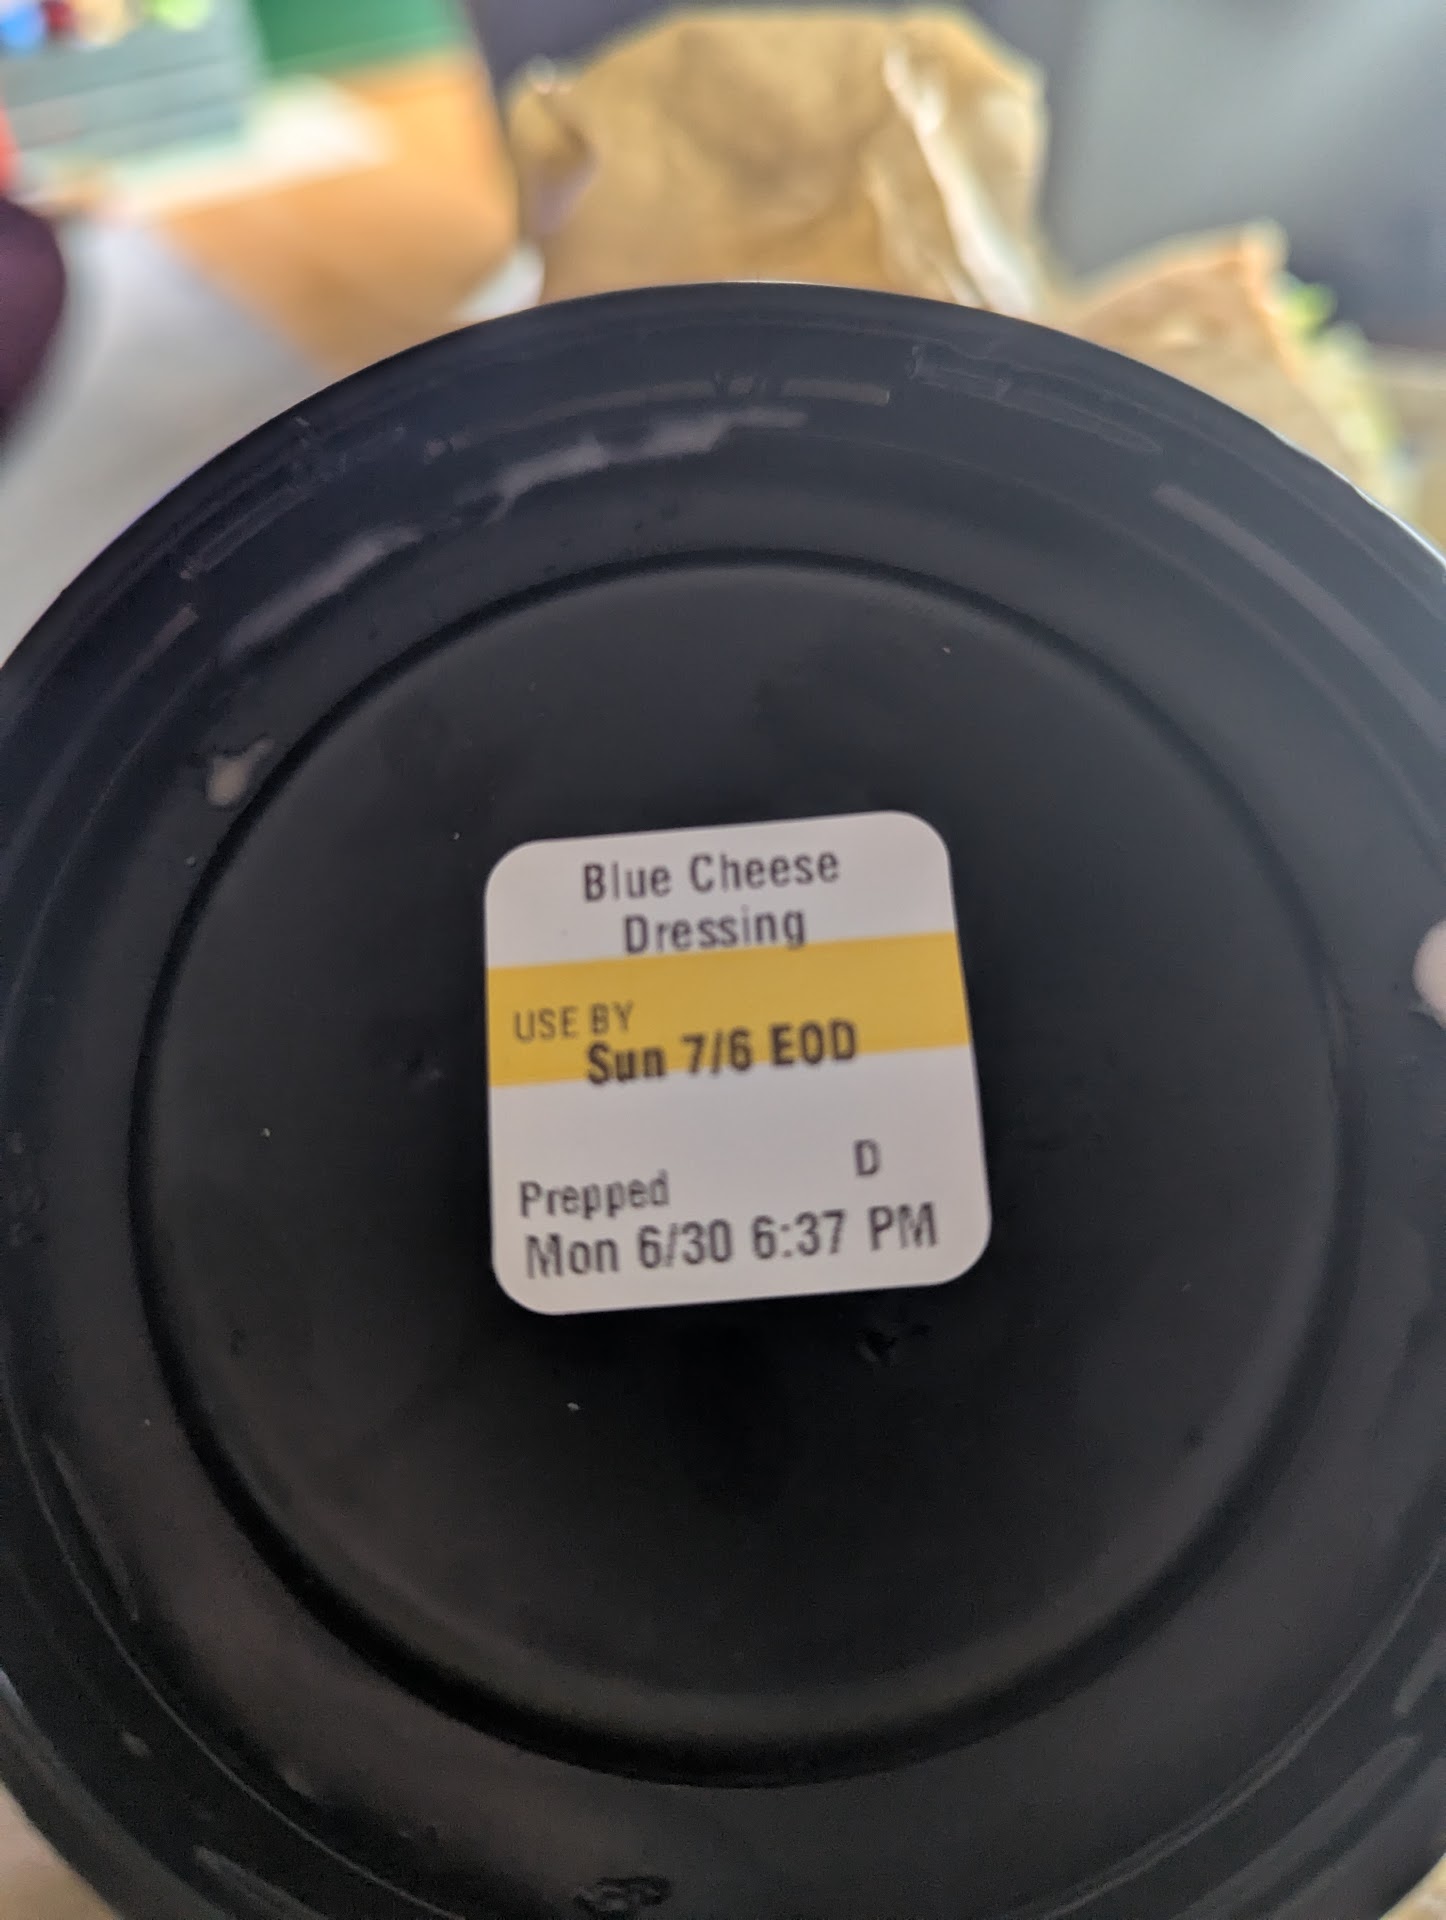 Blue Cheese
Dressing
USE BY
Sun 7/6 EOD
D
Prepped
Mon 6/30 6:37 PM